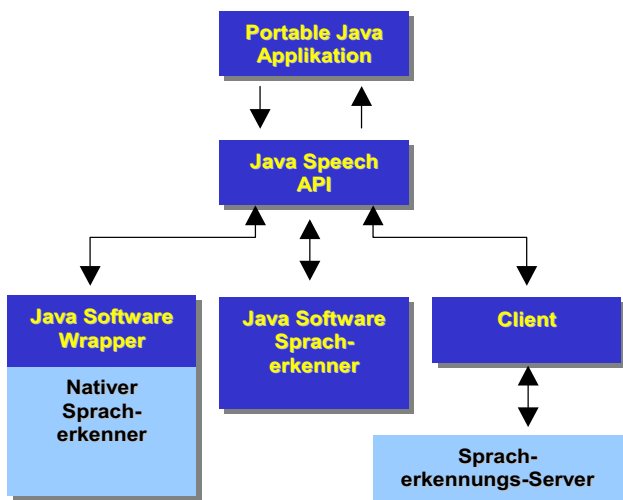 Portable Java
Applikation
Java Speech
API
Java Software
Wrapper
Nativer
Sprach-
erkenner
Java Software
Sprach-
erkenner
Client
Sprach-
erkennungs-Server